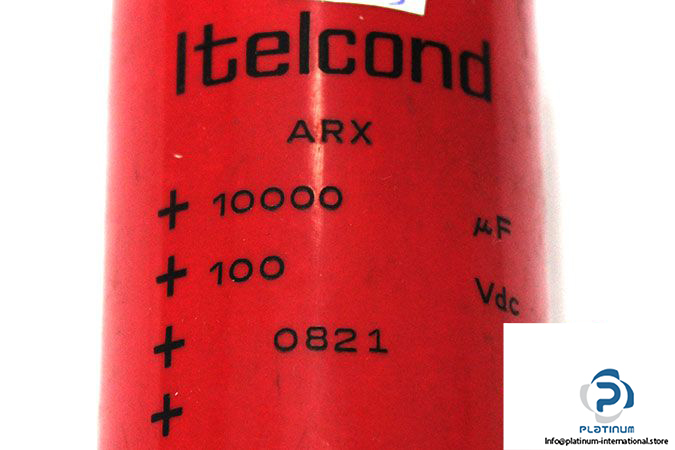 Itelcond
ARX
+ 10000 µF
+ 100 Vdc
+ 0821
+
PLATINUM
Info@platinum-international.store